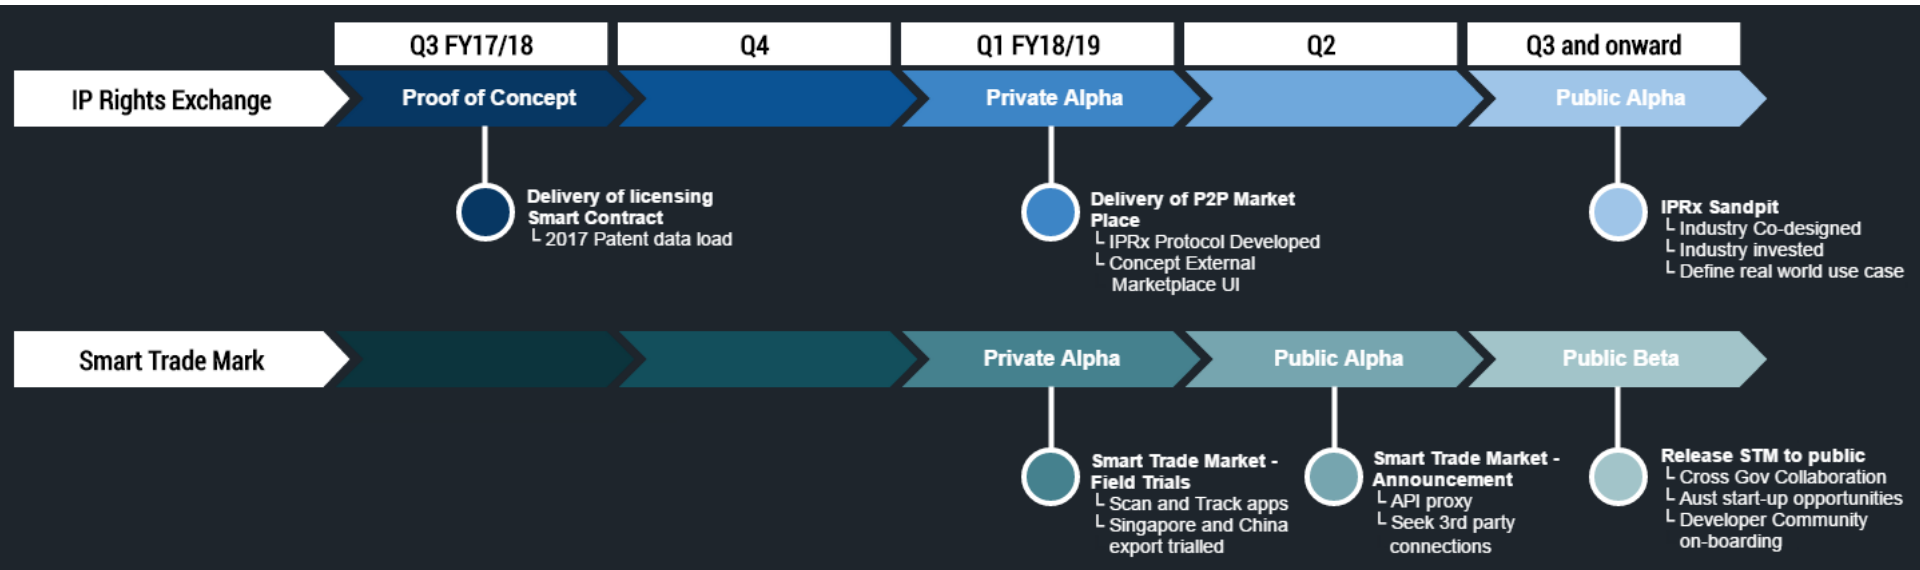 Q3 FY17/18
Q4
Q1 FY18/19
Q2
Q3 and onward
IP Rights Exchange
Proof of Concept
Private Alpha
Public Alpha
Delivery of licensing
Smart Contract
└ 2017 Patent data load
Delivery of P2P Market
Place
└ IPRx Protocol Developed
└ Concept External
Marketplace UI
IPRx Sandpit
└ Industry Co-designed
└ Industry invested
└ Define real world use case
Smart Trade Mark
Private Alpha
Public Alpha
Public Beta
Smart Trade Market -
Field Trials
└ Scan and Track apps
└ Singapore and China
export trialled
Smart Trade Market -
Announcement
└ API proxy
└ Seek 3rd party
connections
Release STM to public
└ Cross Gov Collaboration
└ Aust start-up opportunities
└ Developer Community
on-boarding